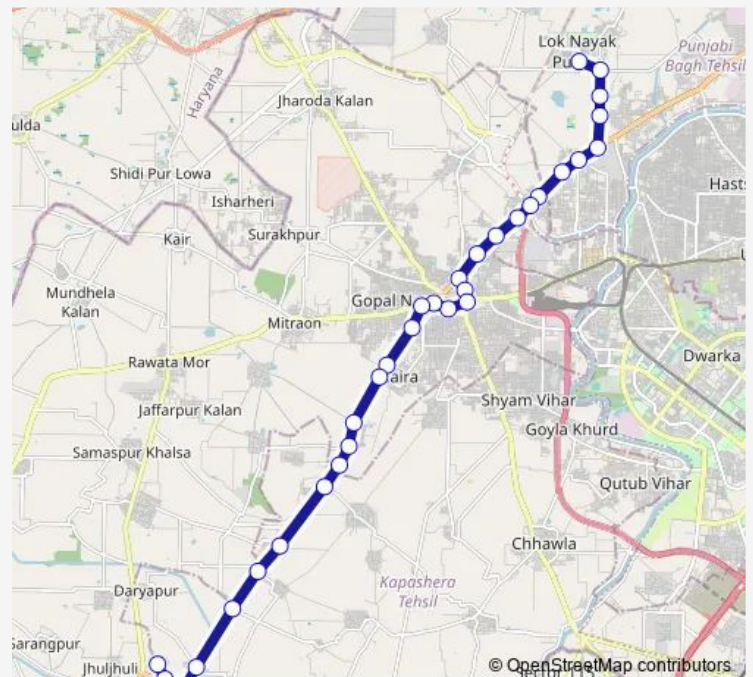 Lok Nayak
Pu
Punjabi
Bagh Tehsil
Haryana
Jharoda Kalan
ulda
Shidi Pur Lowa
Hasts
Isharheri
Surakhpur
Kair
Mundhela
Kalan
Gopal N
Mitraon
Dwarka
Rawata Mor
aira
Jaffarpur Kalan
Shyam Vihar
Goyla Khurd
Samaspur Khalsa
Qutub Vihar
Chhawla
Kapashera
Tehsil
Daryapur
Sarangpur
Jhuljhuli
© OpenStreetMap contributors